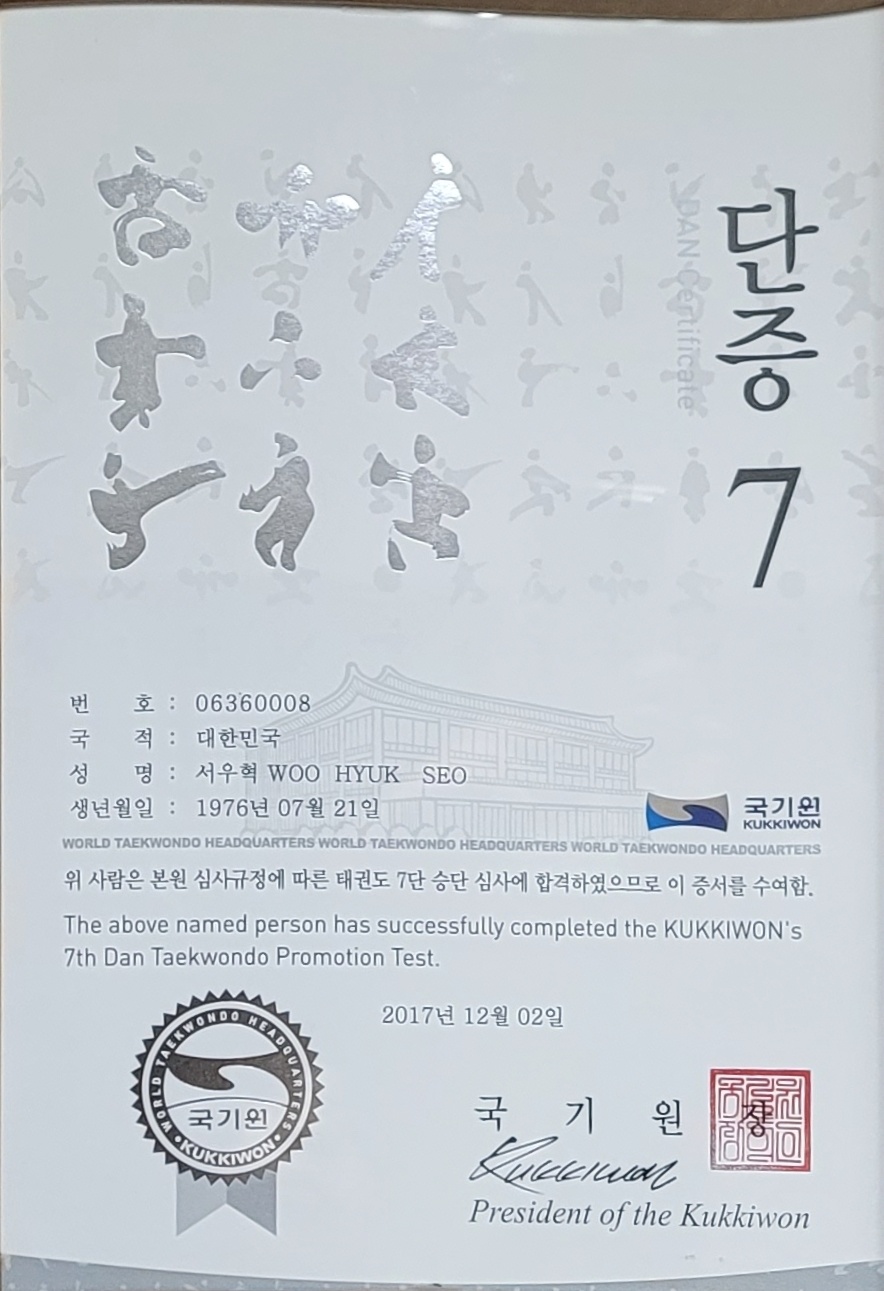 단증
DAN Certificate
7
번 호 : 06360008
국 적 : 대한민국
성 명 : 서우혁 WOO HYUK SEO
생년월일 : 1976년 07월 21일
국기원
KUKKIWON
WORLD TAEKWONDO HEADQUARTERS WORLD TAEKWONDO HEADQUARTERS WORLD TAEKWONDO HEADQUARTERS
위 사람은 본원 심사규정에 따른 태권도 7단 승단 심사에 합격하였으므로 이 증서를 수여함.
The above named person has successfully completed the KUKKIWON's
7th Dan Taekwondo Promotion Test.
2017년 12월 02일
WORLD TAEKWONDO HEADQUARTERS
국기원
KUKKIWON
국 기 원 장
Kukkiwon
President of the Kukkiwon